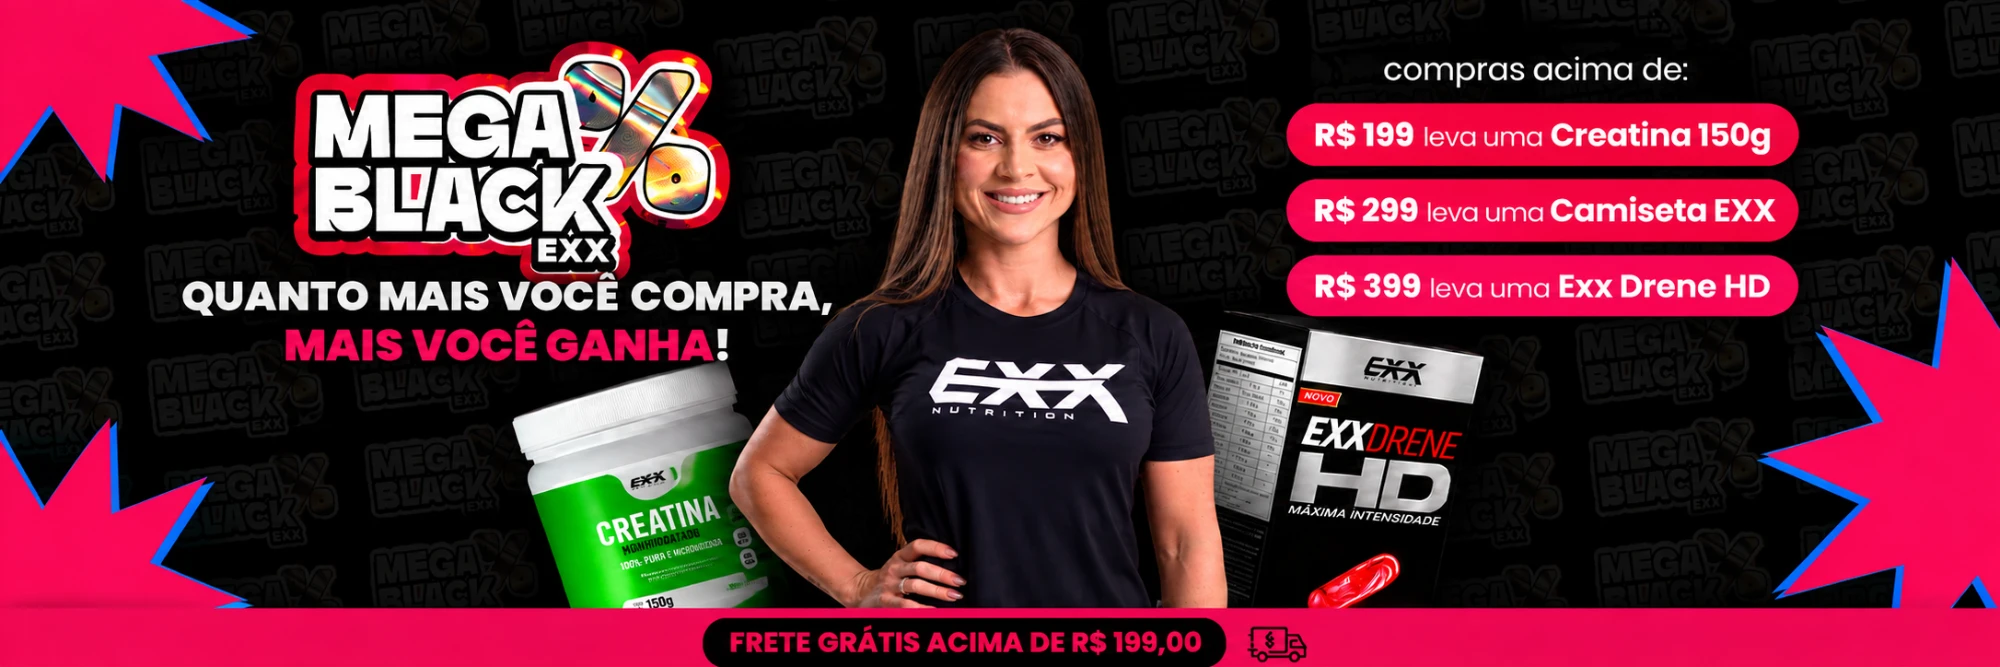 MEGA
BLACK
EXX
QUANTO MAIS VOCÊ COMPRA,
MAIS VOCÊ GANHA!
compras acima de:
R$ 199 leva uma Creatina 150g
R$ 299 leva uma Camiseta EXX
R$ 399 leva uma Exx Drene HD
EXX
NUTRITION
EXX
CREATINA
100% PURA E MICRONIZADA
150g
EXX
NUTRITION
NOVO
EXXDRENE
HD
MÁXIMA INTENSIDADE
FRETE GRÁTIS ACIMA DE R$ 199,00